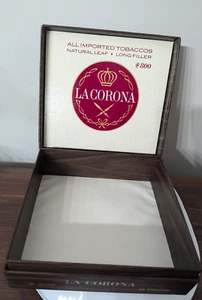 ALL IMPORTED TOBACCOS
NATURAL LEAF • LONG FILLER
LA CORONA
LA CORONA